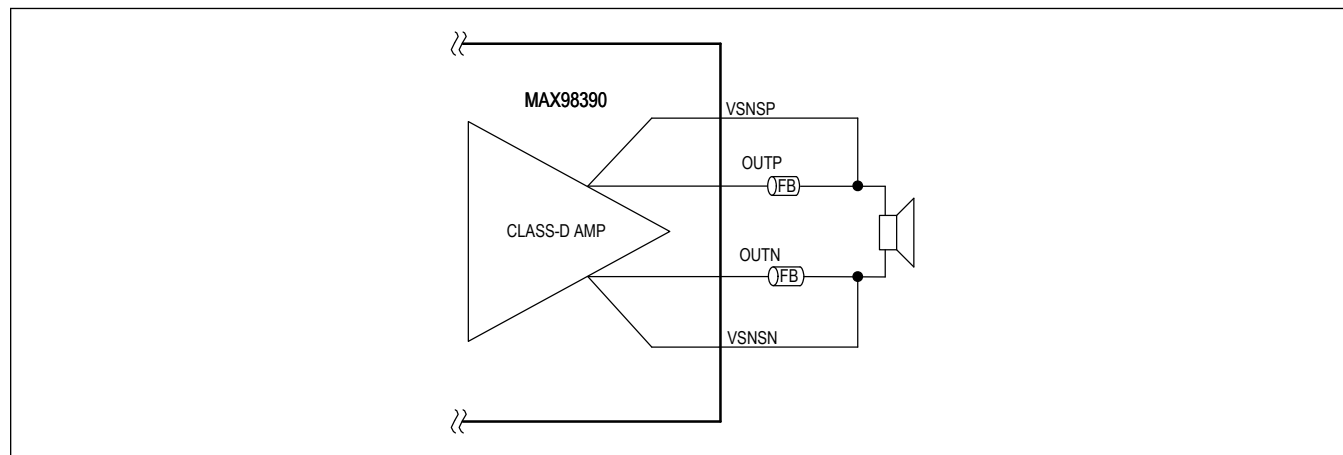 MAX98390
VSNSP
OUTP
FB
CLASS-D AMP
OUTN
FB
VSNSN